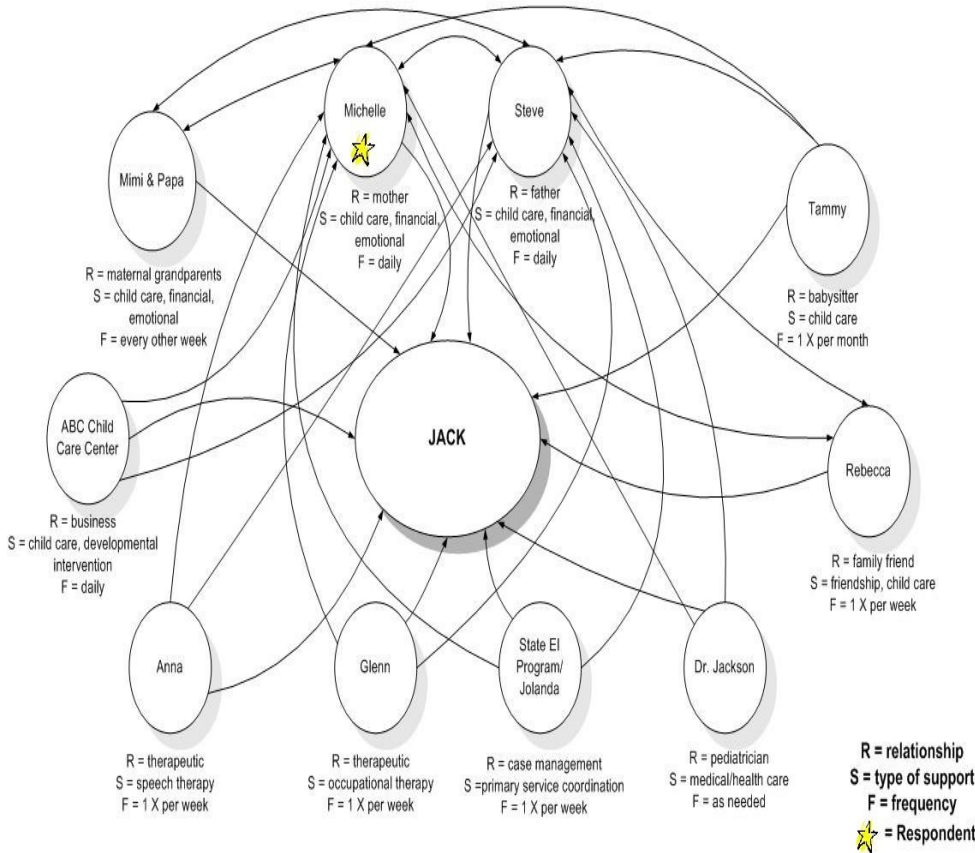 Michelle
Steve
Mimi & Papa
Tammy
R = mother
S = child care, financial,
emotional
F = daily
R = father
S = child care, financial,
emotional
F = daily
R = maternal grandparents
S = child care, financial,
emotional
F = every other week
R = babysitter
S = child care
F = 1 X per month
ABC Child
Care Center
JACK
Rebecca
R = business
S = child care, developmental
intervention
F = daily
R = family friend
S = friendship, child care
F = 1 X per week
Anna
Glenn
State EI
Program/
Jolanda
Dr. Jackson
R = therapeutic
S = speech therapy
F = 1 X per week
R = therapeutic
S = occupational therapy
F = 1 X per week
R = case management
S =primary service coordination
F = 1 X per week
R = pediatrician
S = medical/health care
F = as needed
R = relationship
S = type of support
F = frequency
= Respondent